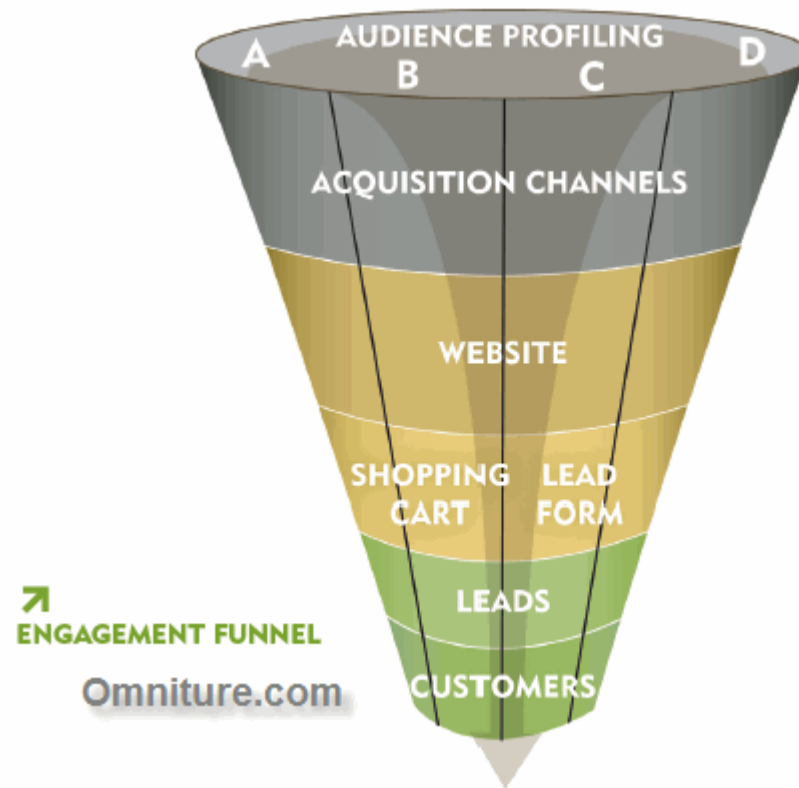 AUDIENCE PROFILING
A B C D
ACQUISITION CHANNELS
WEBSITE
SHOPPING CART
LEAD FORM
LEADS
CUSTOMERS
ENGAGEMENT FUNNEL
Omniture.com